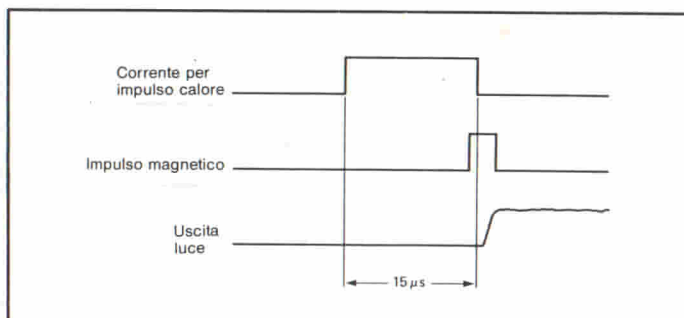 Corrente per
impulso calore
Impulso magnetico
Uscita
luce
15 µs